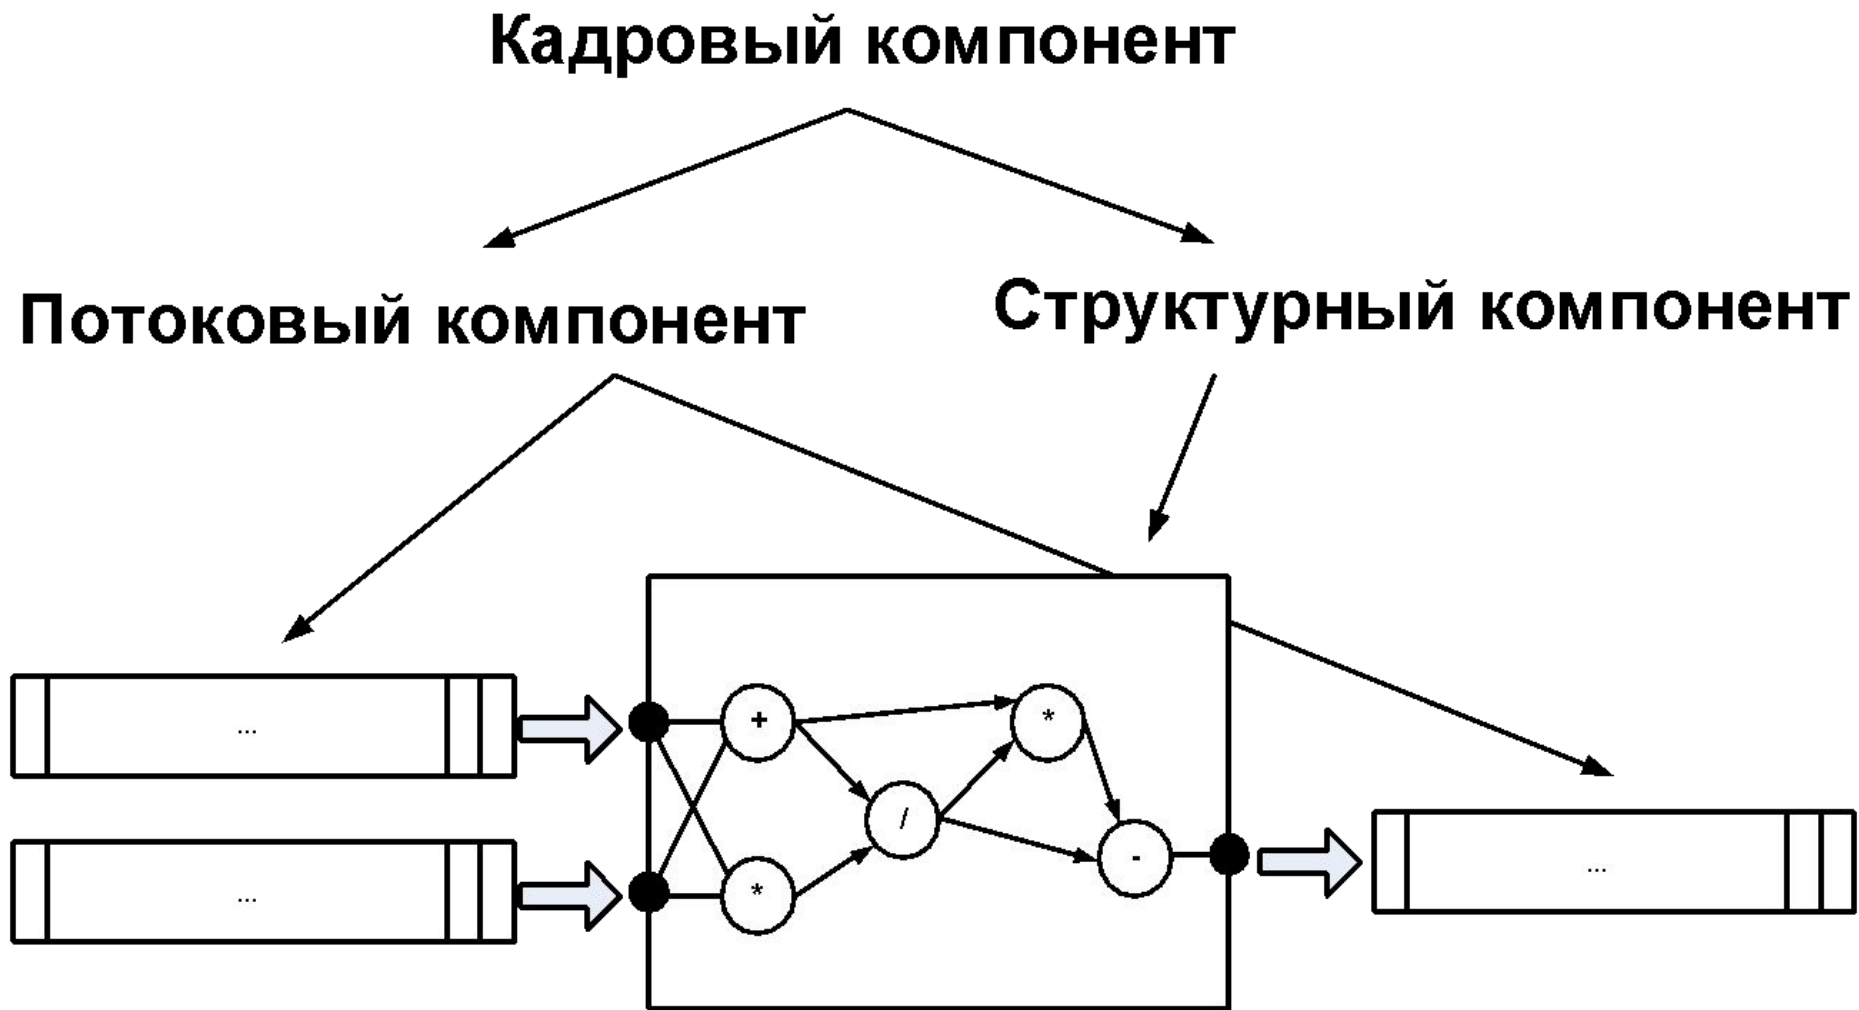 Кадровый компонент
Потоковый компонент
Структурный компонент
+
*
...
/
...
*
-
...